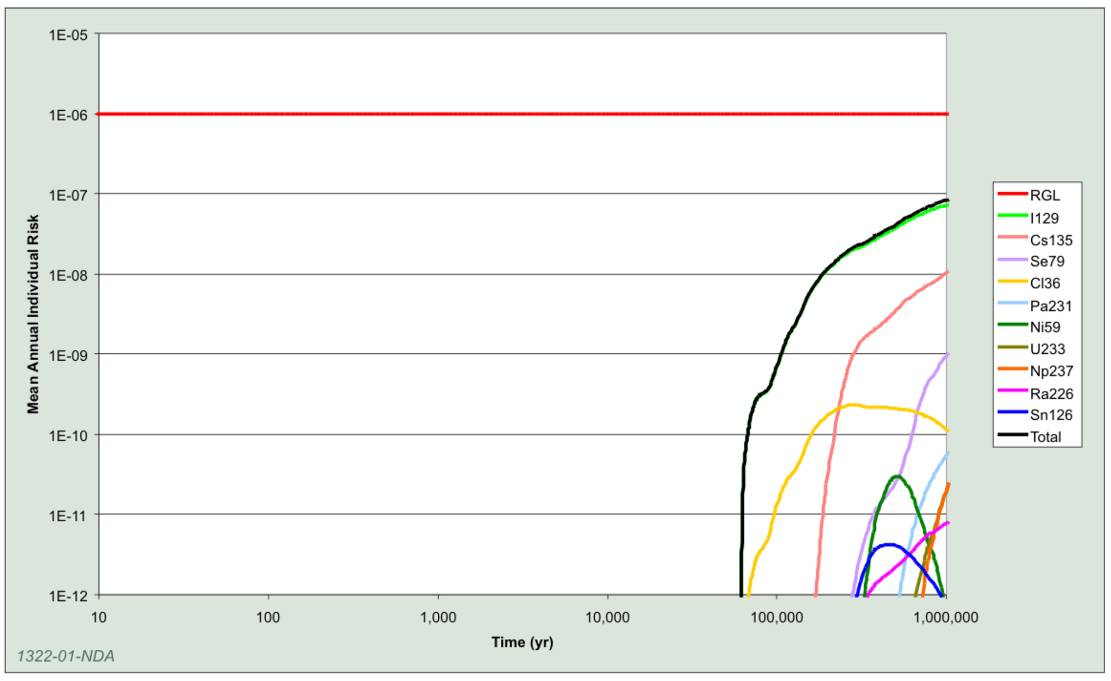 1E-05
1E-06
1E-07
1E-08
1E-09
1E-10
1E-11
1E-12
Mean Annual Individual Risk
10
100
1,000
10,000
100,000
1,000,000
Time (yr)
RGL
I129
Cs135
Se79
Cl36
Pa231
Ni59
U233
Np237
Ra226
Sn126
Total
1322-01-NDA